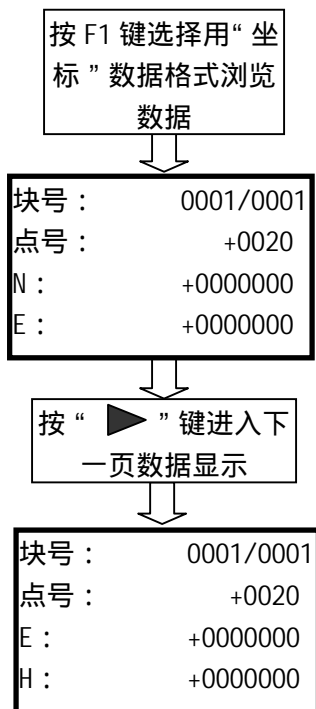 按 F1 键选择用“ 坐
标 ”数据格式浏览
数据
块号： 0001/0001
点号： +0020
N： +0000000
E： +0000000
按“ ▶ ”键进入下
一页数据显示
块号： 0001/0001
点号： +0020
E： +0000000
H： +0000000